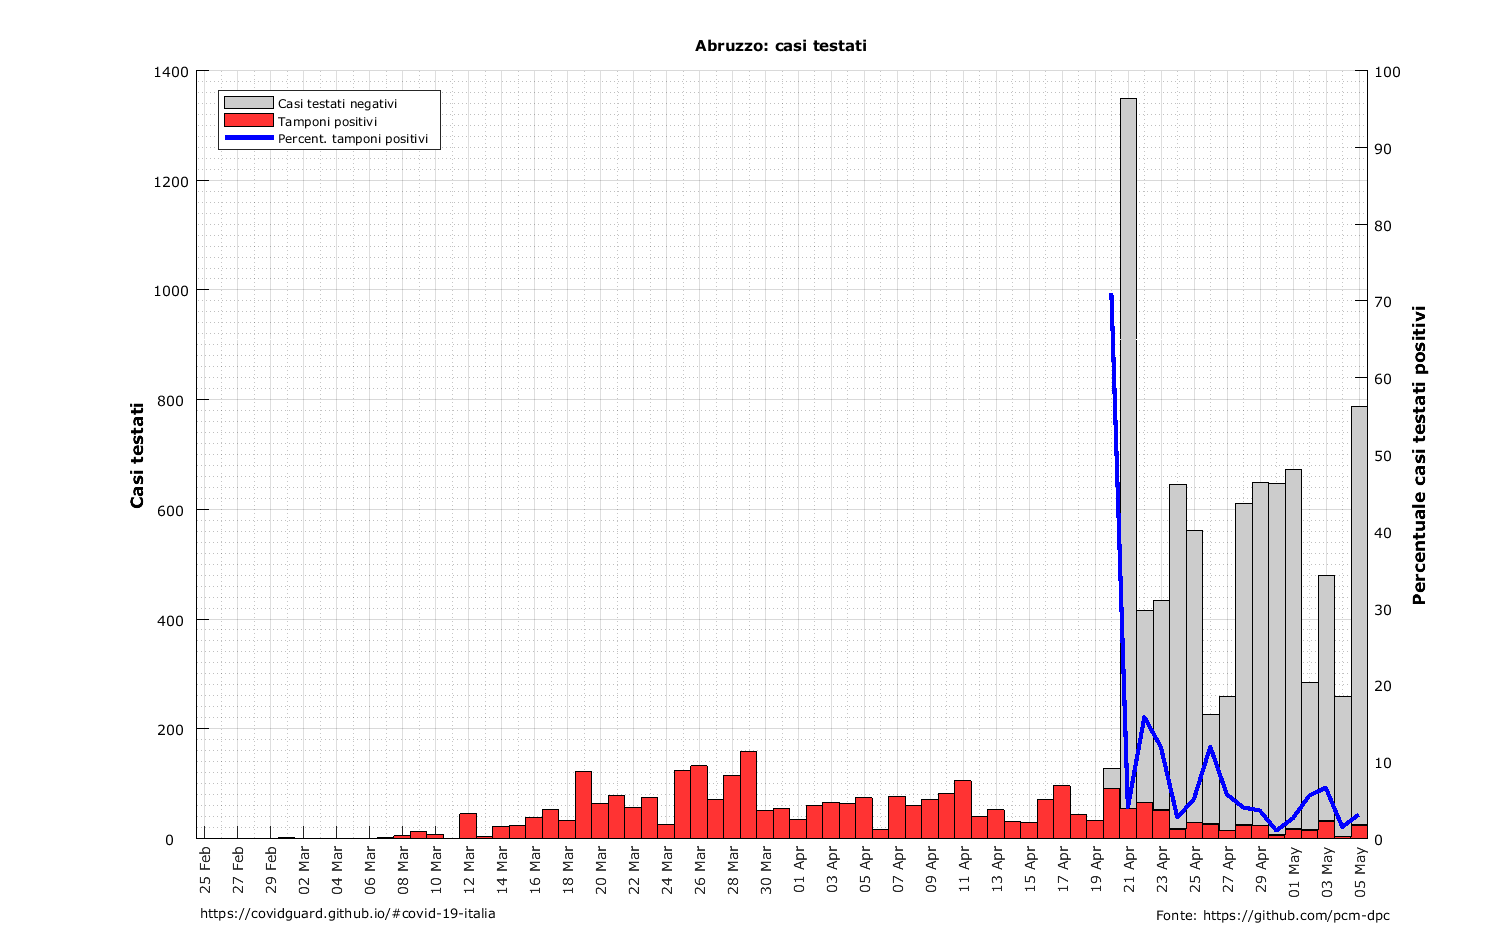 Abruzzo: casi testati
Casi testati negativi
Tamponi positivi
Percent. tamponi positivi
Casi testati
1400
1200
1000
800
600
400
200
0
100
90
80
70
60
50
40
30
20
10
0
Percentuale casi testati positivi
25 Feb
27 Feb
29 Feb
02 Mar
04 Mar
06 Mar
08 Mar
10 Mar
12 Mar
14 Mar
16 Mar
18 Mar
20 Mar
22 Mar
24 Mar
26 Mar
28 Mar
30 Mar
01 Apr
03 Apr
05 Apr
07 Apr
09 Apr
11 Apr
13 Apr
15 Apr
17 Apr
19 Apr
21 Apr
23 Apr
25 Apr
27 Apr
29 Apr
01 May
03 May
05 May
https://covidguard.github.io/#covid-19-italia
Fonte: https://github.com/pcm-dpc